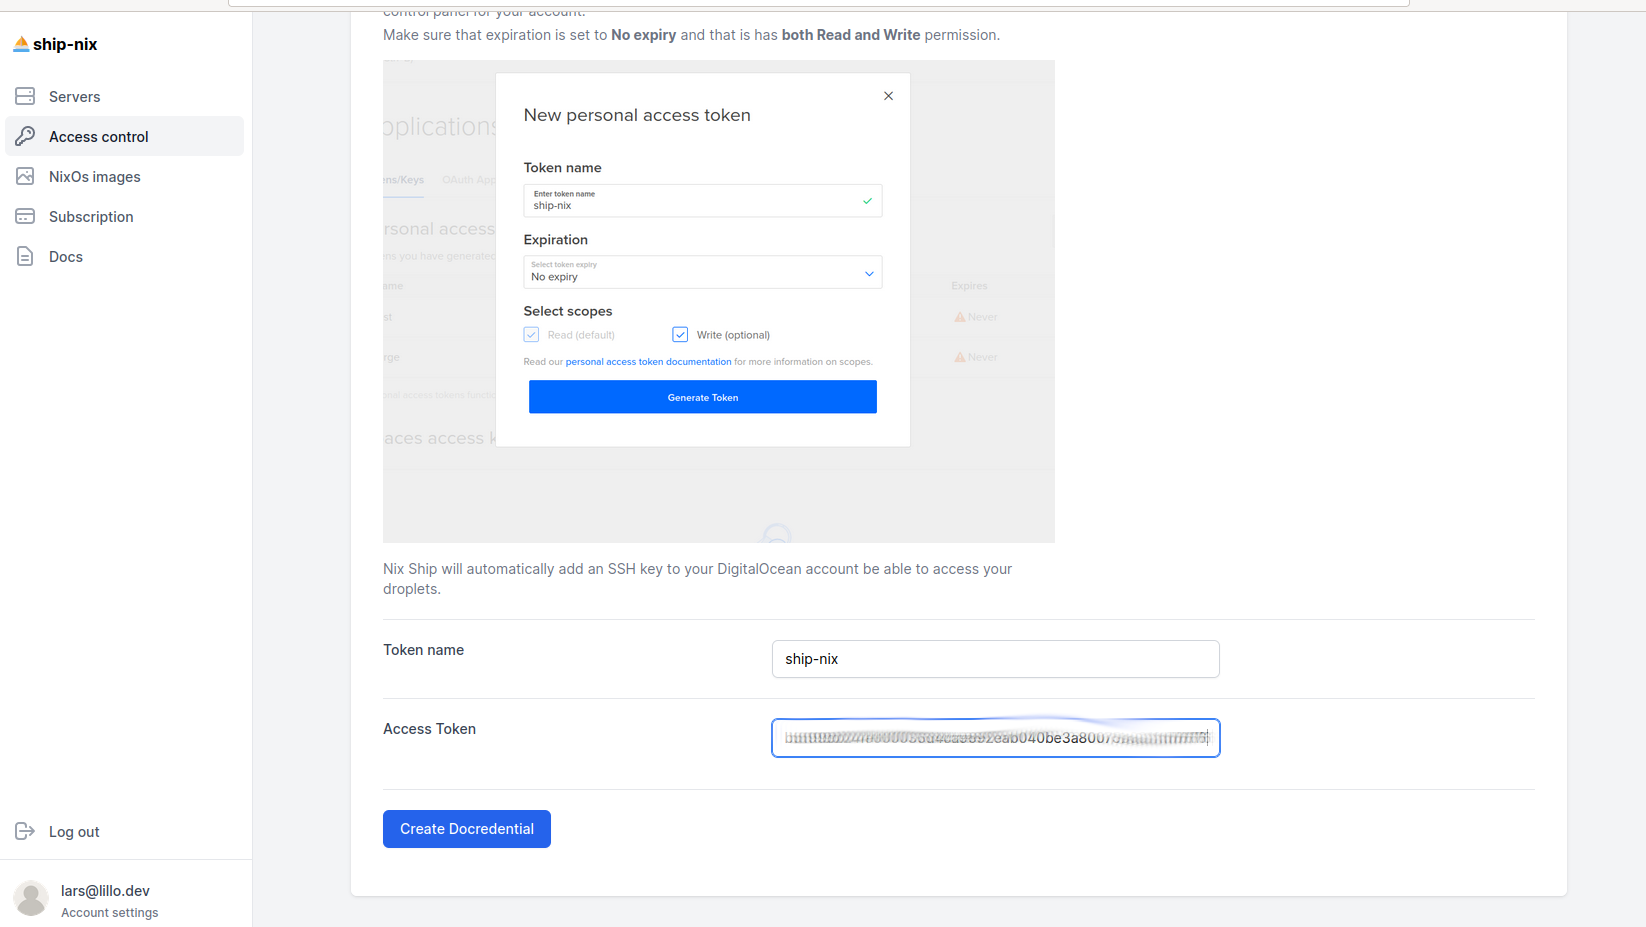 control panel for your account.
Make sure that expiration is set to No expiry and that is has both Read and Write permission.
ship-nix
Servers
Access control
NixOs images
Subscription
Docs
Log out
lars@lillo.dev
Account settings
pplications
ens/Keys
OAuth App
rsonal access
ns you have generated
ame
Expires
st
Never
rge
Never
aces access k
New personal access token
Token name
Enter token name
ship-nix
Expiration
Select token expiry
No expiry
Select scopes
Read (default)
Write (optional)
Read our personal access token documentation for more information on scopes.
Generate Token
Nix Ship will automatically add an SSH key to your DigitalOcean account be able to access your
droplets.
Token name
ship-nix
Access Token
Create Docredential